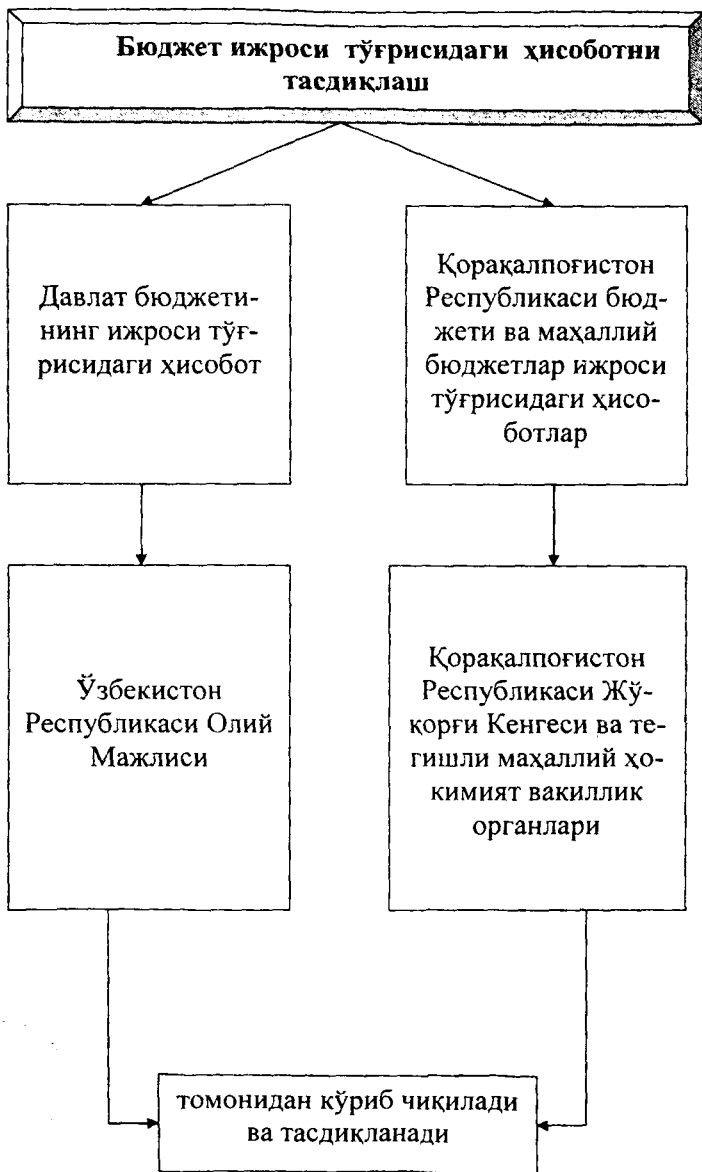 Бюджет ижроси тўғрисидаги ҳисоботни
тасдиқлаш
Давлат бюджети-
нинг ижроси тўғ-
рисидаги ҳисобот
Қорақалпоғистон
Республикаси бюд-
жети ва маҳаллий
бюджетлар ижроси
тўғрисидаги ҳисо-
ботлар
Ўзбекистон
Республикаси Олий
Мажлиси
Қорақалпоғистон
Республикаси Жў-
қорғи Кенгеси ва те-
гишли маҳаллий ҳо-
кимият вакиллик
органлари
томонидан кўриб чиқилади
ва тасдиқланади